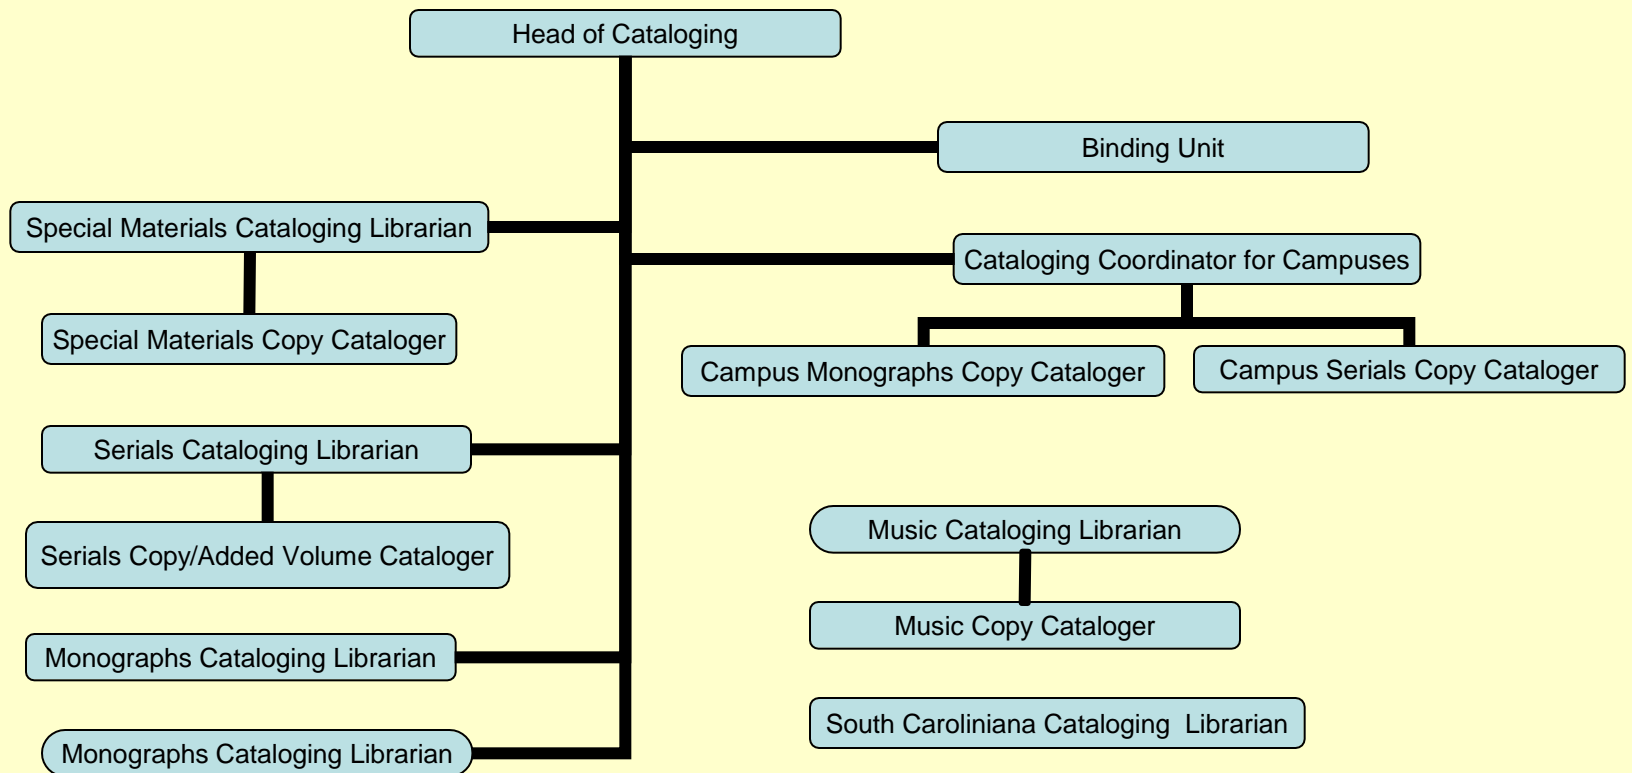 Head of Cataloging
Binding Unit
Special Materials Cataloging Librarian
Cataloging Coordinator for Campuses
Special Materials Copy Cataloger
Campus Monographs Copy Cataloger
Campus Serials Copy Cataloger
Serials Cataloging Librarian
Serials Copy/Added Volume Cataloger
Music Cataloging Librarian
Music Copy Cataloger
Monographs Cataloging Librarian
South Caroliniana Cataloging  Librarian
Monographs Cataloging Librarian